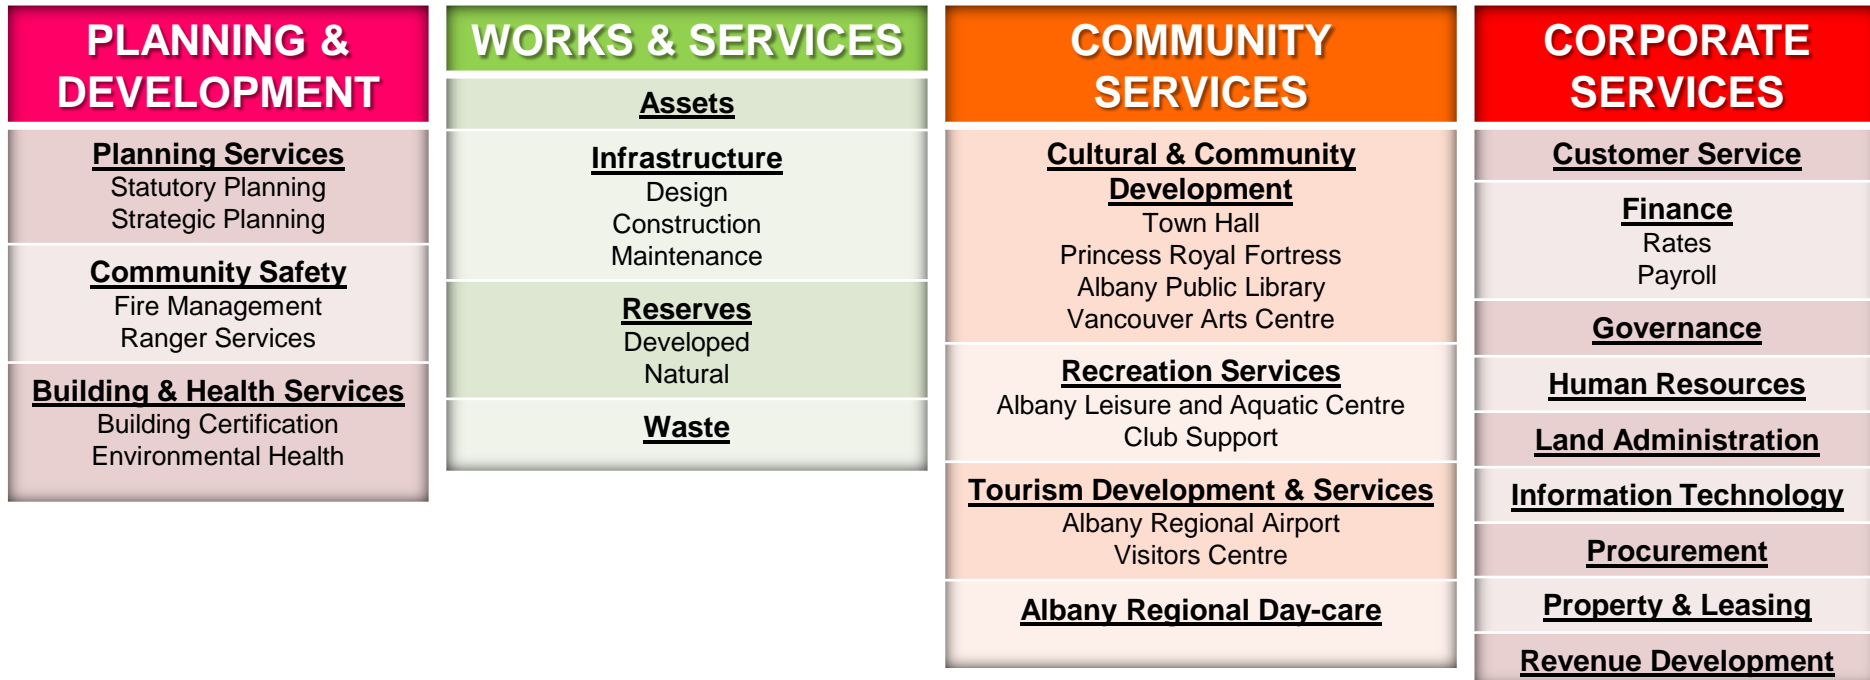 PLANNING &
DEVELOPMENT
Planning Services
Statutory Planning
Strategic Planning
Community Safety
Fire Management
Ranger Services
Building & Health Services
Building Certification
Environmental Health
WORKS & SERVICES
Assets
Infrastructure
Design
Construction
Maintenance
Reserves
Developed
Natural
Waste
COMMUNITY
SERVICES
Cultural & Community
Development
Town Hall
Princess Royal Fortress
Albany Public Library
Vancouver Arts Centre
Recreation Services
Albany Leisure and Aquatic Centre
Club Support
Tourism Development & Services
Albany Regional Airport
Visitors Centre
Albany Regional Day-care
CORPORATE
SERVICES
Customer Service
Finance
Rates
Payroll
Governance
Human Resources
Land Administration
Information Technology
Procurement
Property & Leasing
Revenue Development